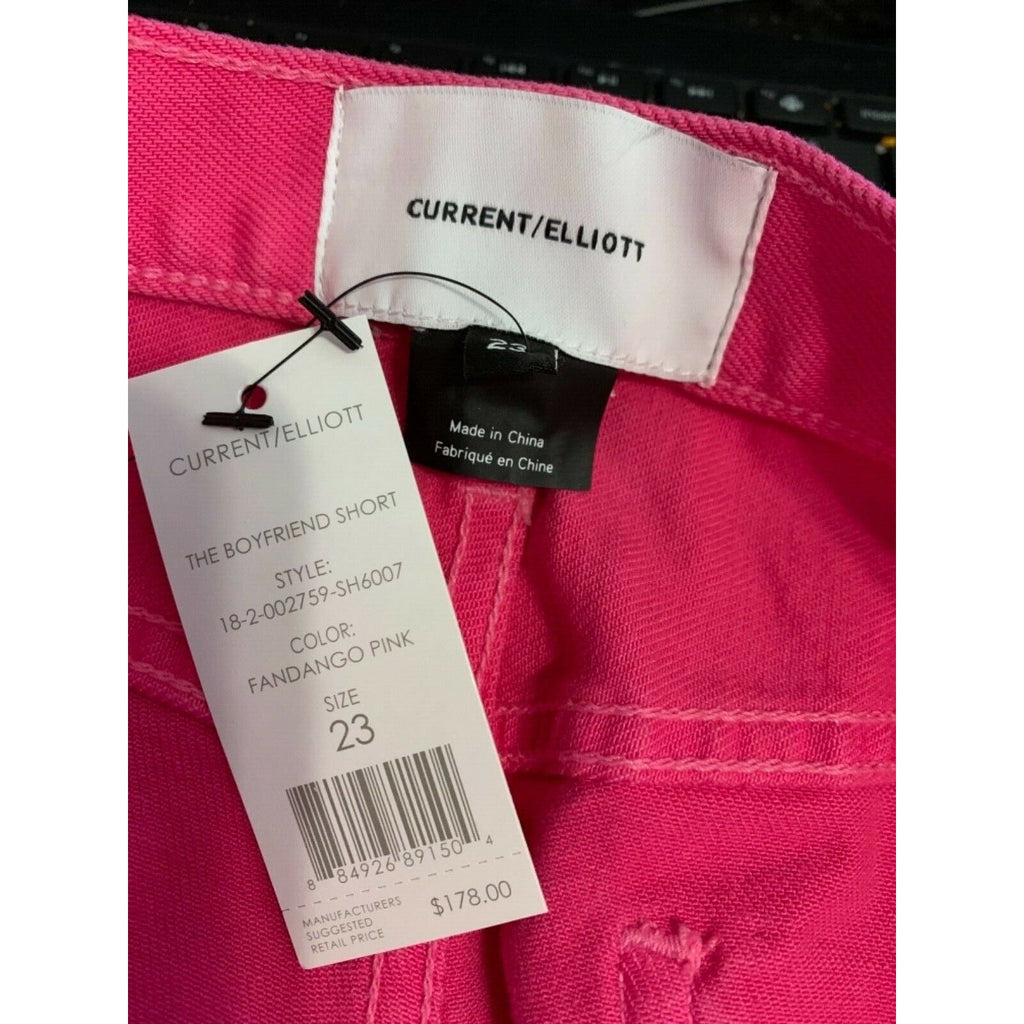 CURRENT/ELLIOTT
23
Made in China
Fabriqué en Chine
CURRENT/ELLIOTT
THE BOYFRIEND SHORT
STYLE:
18-2-002759-SH6007
COLOR:
FANDANGO PINK
SIZE
23
8 84926 89150 4
MANUFACTURERS
SUGGESTED
RETAIL PRICE
$178.00